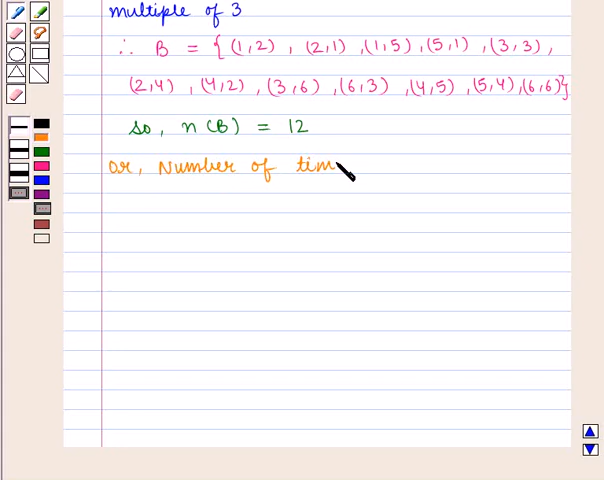 multiple of 3
∴ B = { (1,2) , (2,1) ,(1,5) ,(5,1) ,(3,3) ,
(2,4) ,(4,2) ,(3,6) ,(6,3) ,(4,5) ,(5,4) ,(6,6)}
so, n(B) = 12
Or, Number of tim